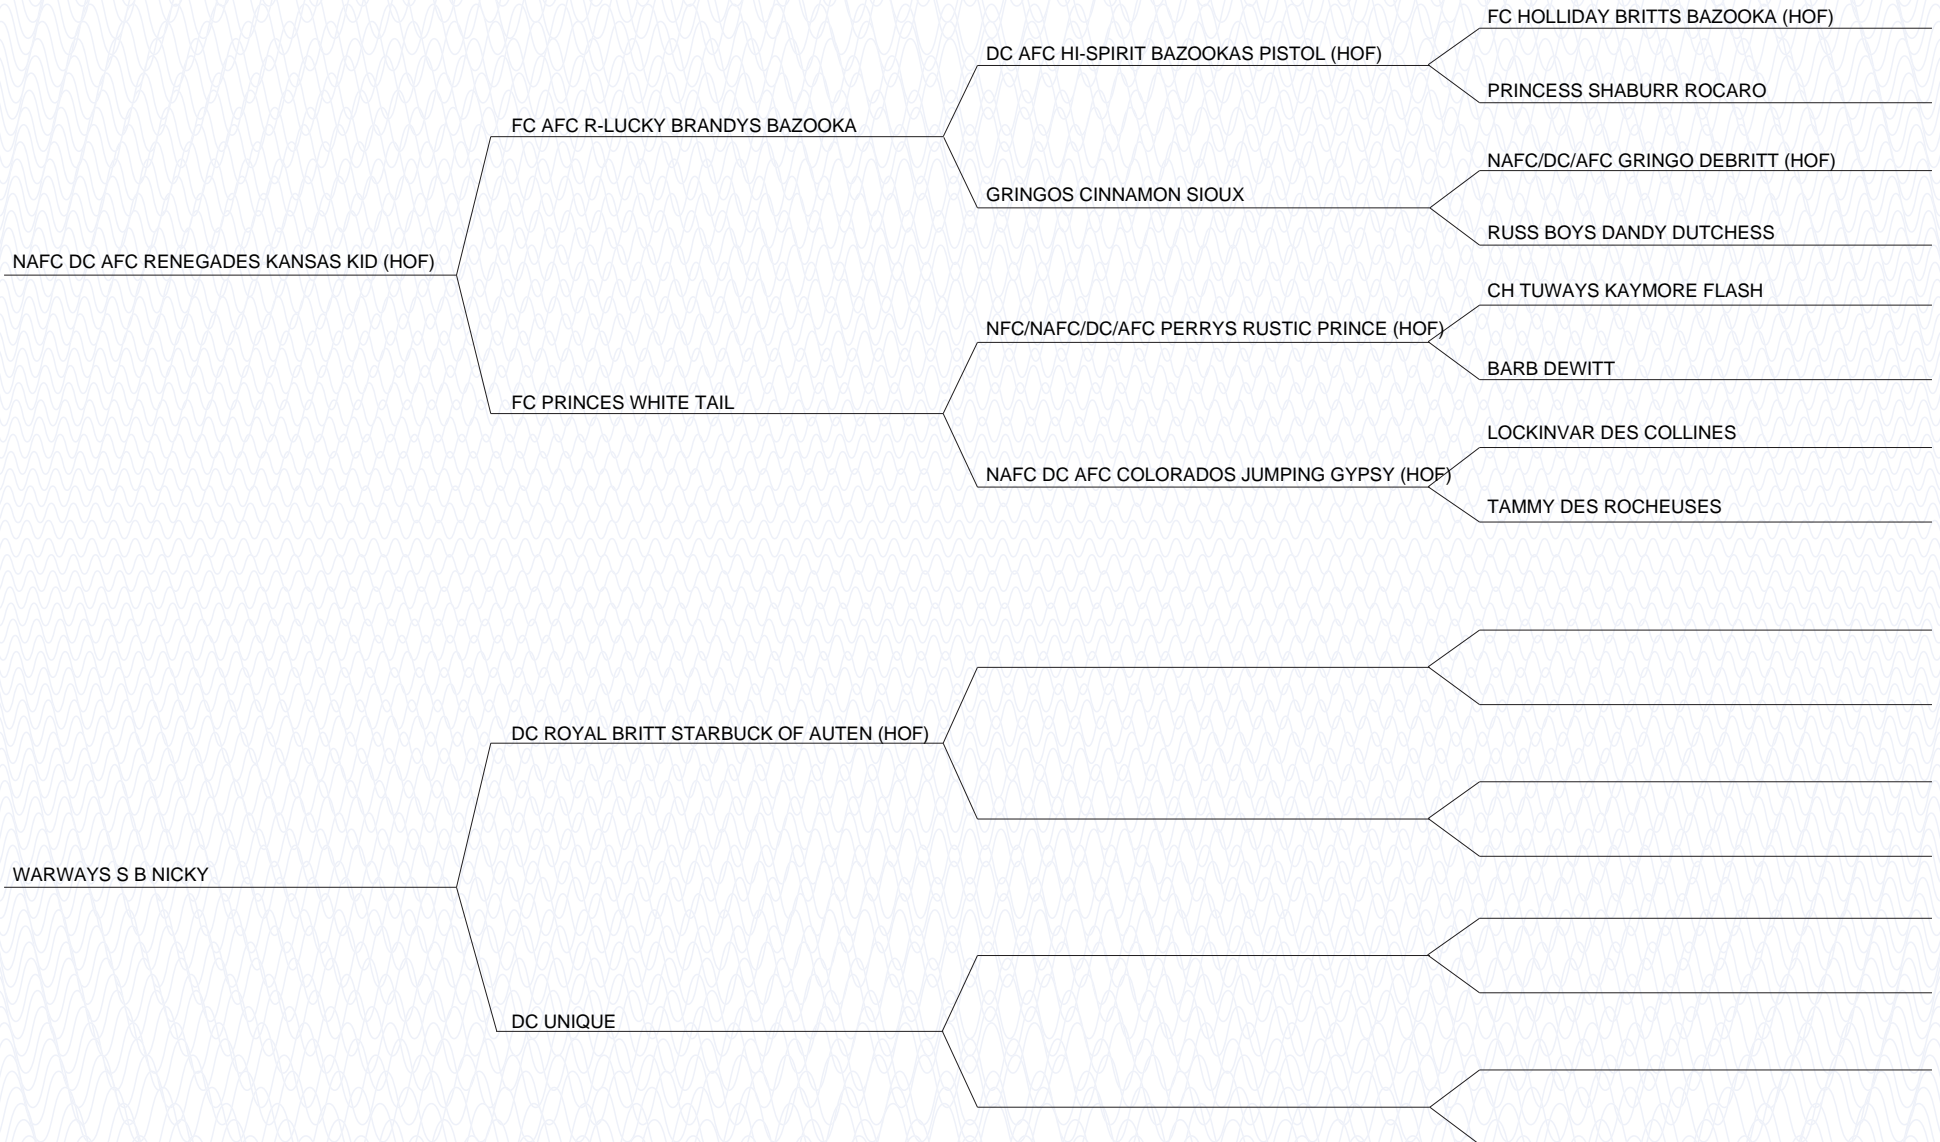 FC HOLLIDAY BRITTS BAZOOKA (HOF)
DC AFC HI-SPIRIT BAZOOKAS PISTOL (HOF)
PRINCESS SHABURR ROCARO
FC AFC R-LUCKY BRANDYS BAZOOKA
NAFC/DC/AFC GRINGO DEBRITT (HOF)
GRINGOS CINNAMON SIOUX
RUSS BOYS DANDY DUTCHESS
NAFC DC AFC RENEGADES KANSAS KID (HOF)
CH TUWAYS KAYMORE FLASH
NFC/NAFC/DC/AFC PERRYS RUSTIC PRINCE (HOF)
BARB DEWITT
FC PRINCES WHITE TAIL
LOCKINVAR DES COLLINES
NAFC DC AFC COLORADOS JUMPING GYPSY (HOF)
TAMMY DES ROCHEUSES
DC ROYAL BRITT STARBUCK OF AUTEN (HOF)
WARWAYS S B NICKY
DC UNIQUE